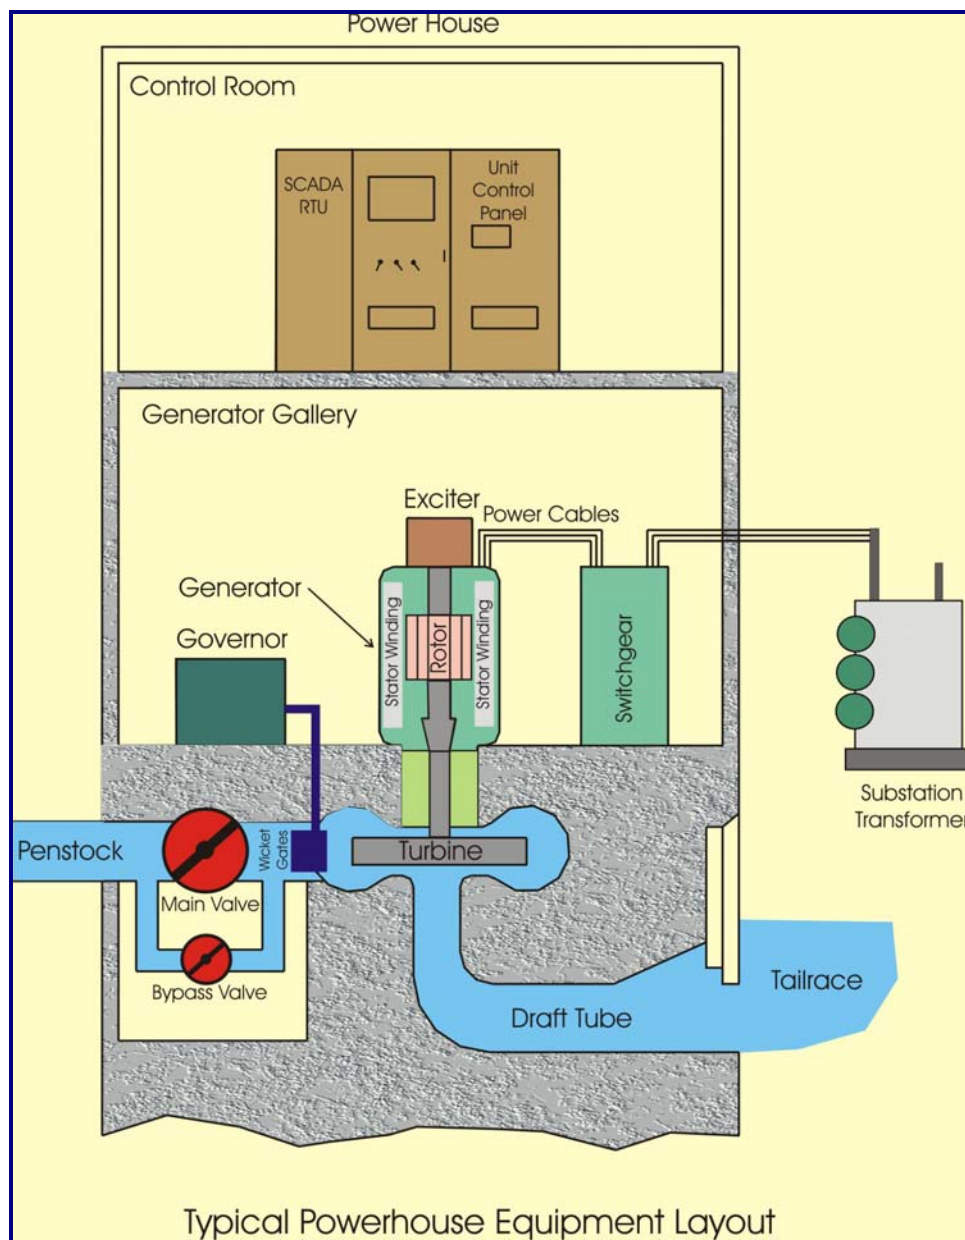 Power House
Control Room
SCADA
RTU
Unit
Control
Panel
Generator Gallery
Exciter
Power Cables
Generator
Governor
Stator Winding
Rotor
Stator Winding
Switchgear
Substation
Transformer
Penstock
Wicket
Gates
Turbine
Main Valve
Bypass Valve
Draft Tube
Tailrace
Typical Powerhouse Equipment Layout